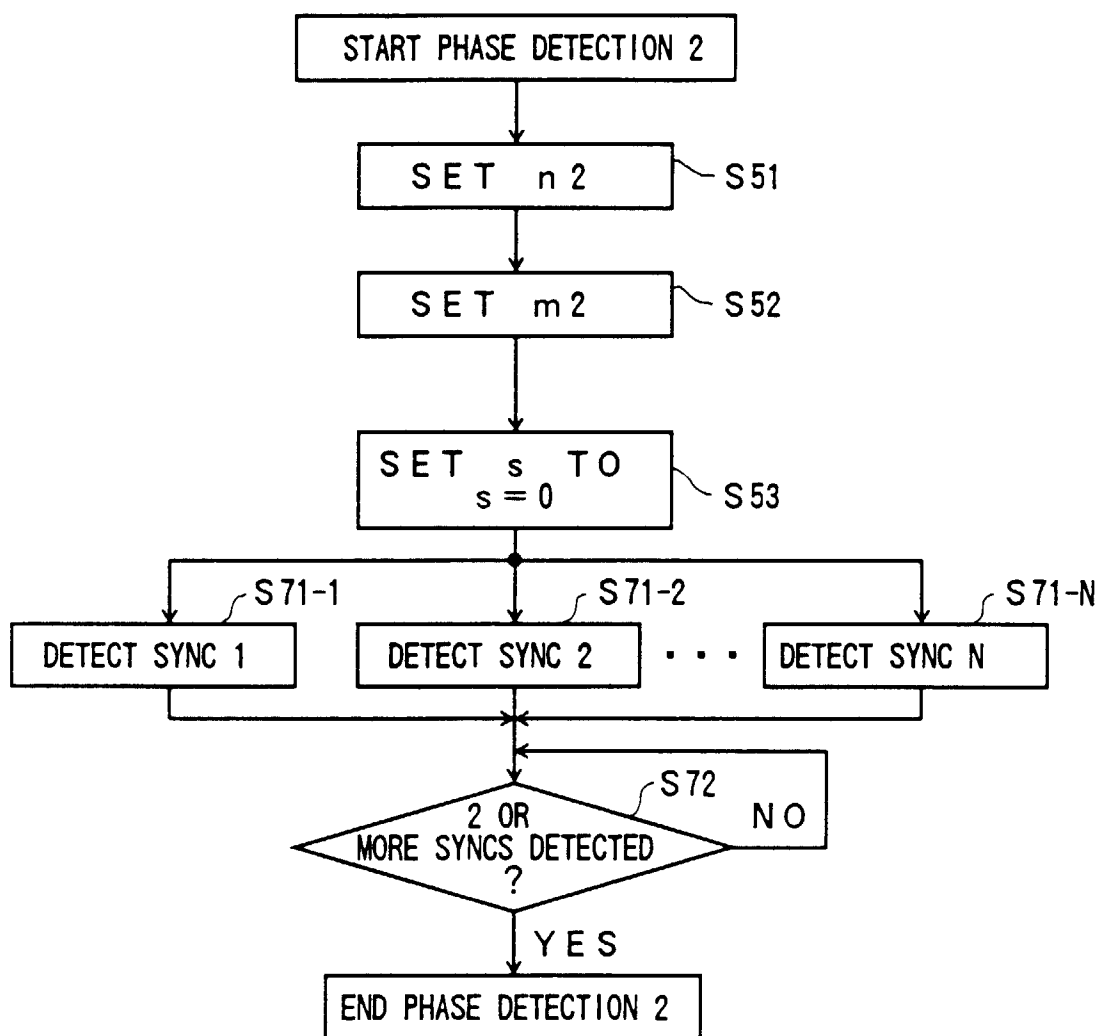 START PHASE DETECTION 2
SET n2
S51
SET m2
S52
SET s TO
s=0
S53
S71-1
S71-2
S71-N
DETECT SYNC 1
DETECT SYNC 2
...
DETECT SYNC N
S72
2 OR
MORE SYNCS DETECTED
?
NO
YES
END PHASE DETECTION 2